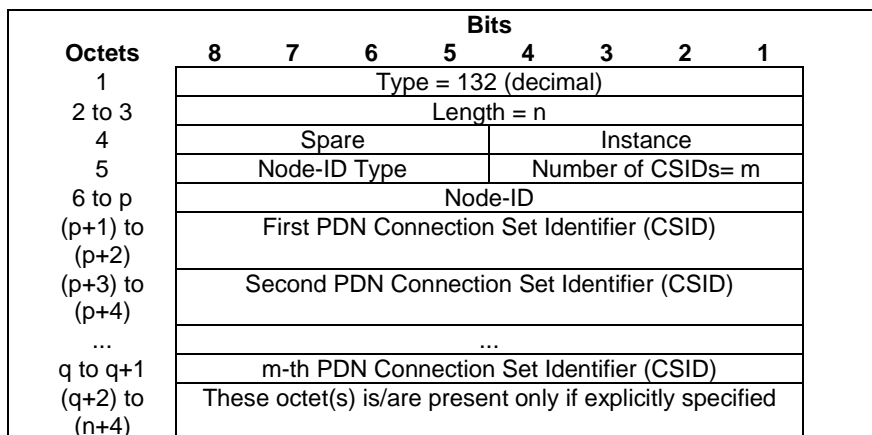 Bits
Octets 8 7 6 5 4 3 2 1
1 Type = 132 (decimal)
2 to 3 Length = n
4 Spare Instance
5 Node-ID Type Number of CSIDs= m
6 to p Node-ID
(p+1) to First PDN Connection Set Identifier (CSID)
(p+2)
(p+3) to Second PDN Connection Set Identifier (CSID)
(p+4)
... ...
q to q+1 m-th PDN Connection Set Identifier (CSID)
(q+2) to These octet(s) is/are present only if explicitly specified
(n+4)